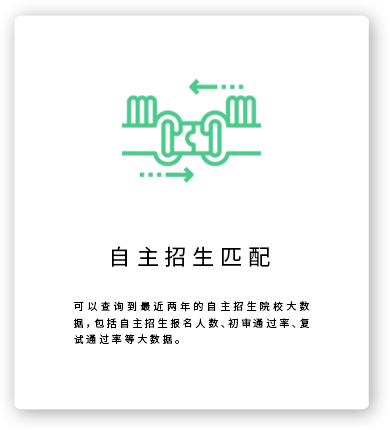 自主招生匹配
可以查询到最近两年的自主招生院校大数
据，包括自主招生报名人数、初审通过率、复
试通过率等大数据。